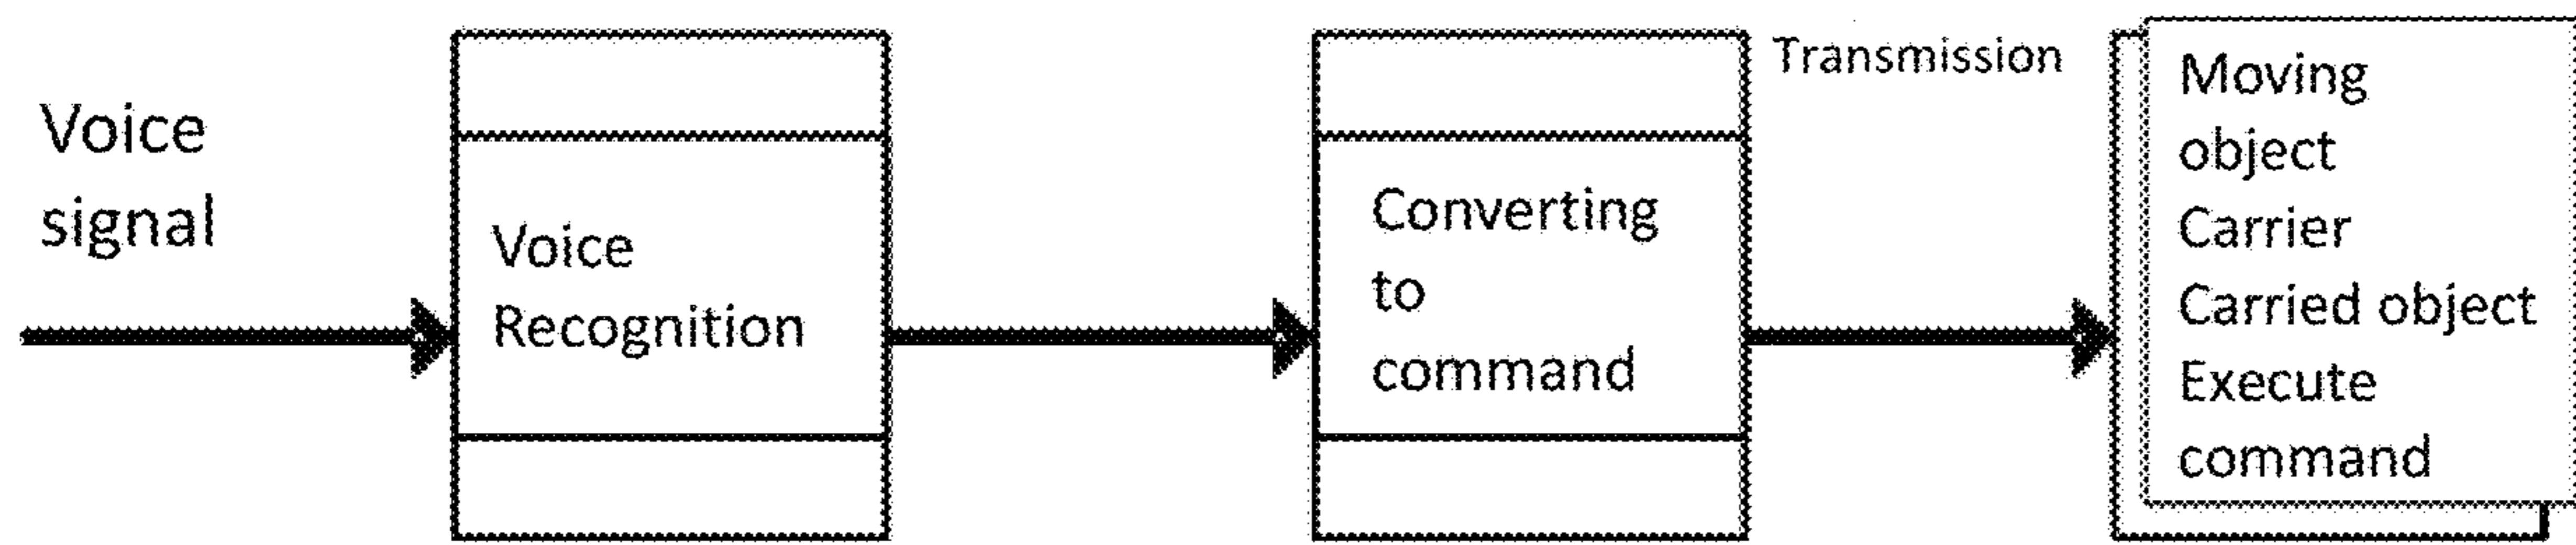 Voice
signal
Voice
Recognition
Converting
to
command
Transmission
Moving
object
Carrier
Carried object
Execute
command